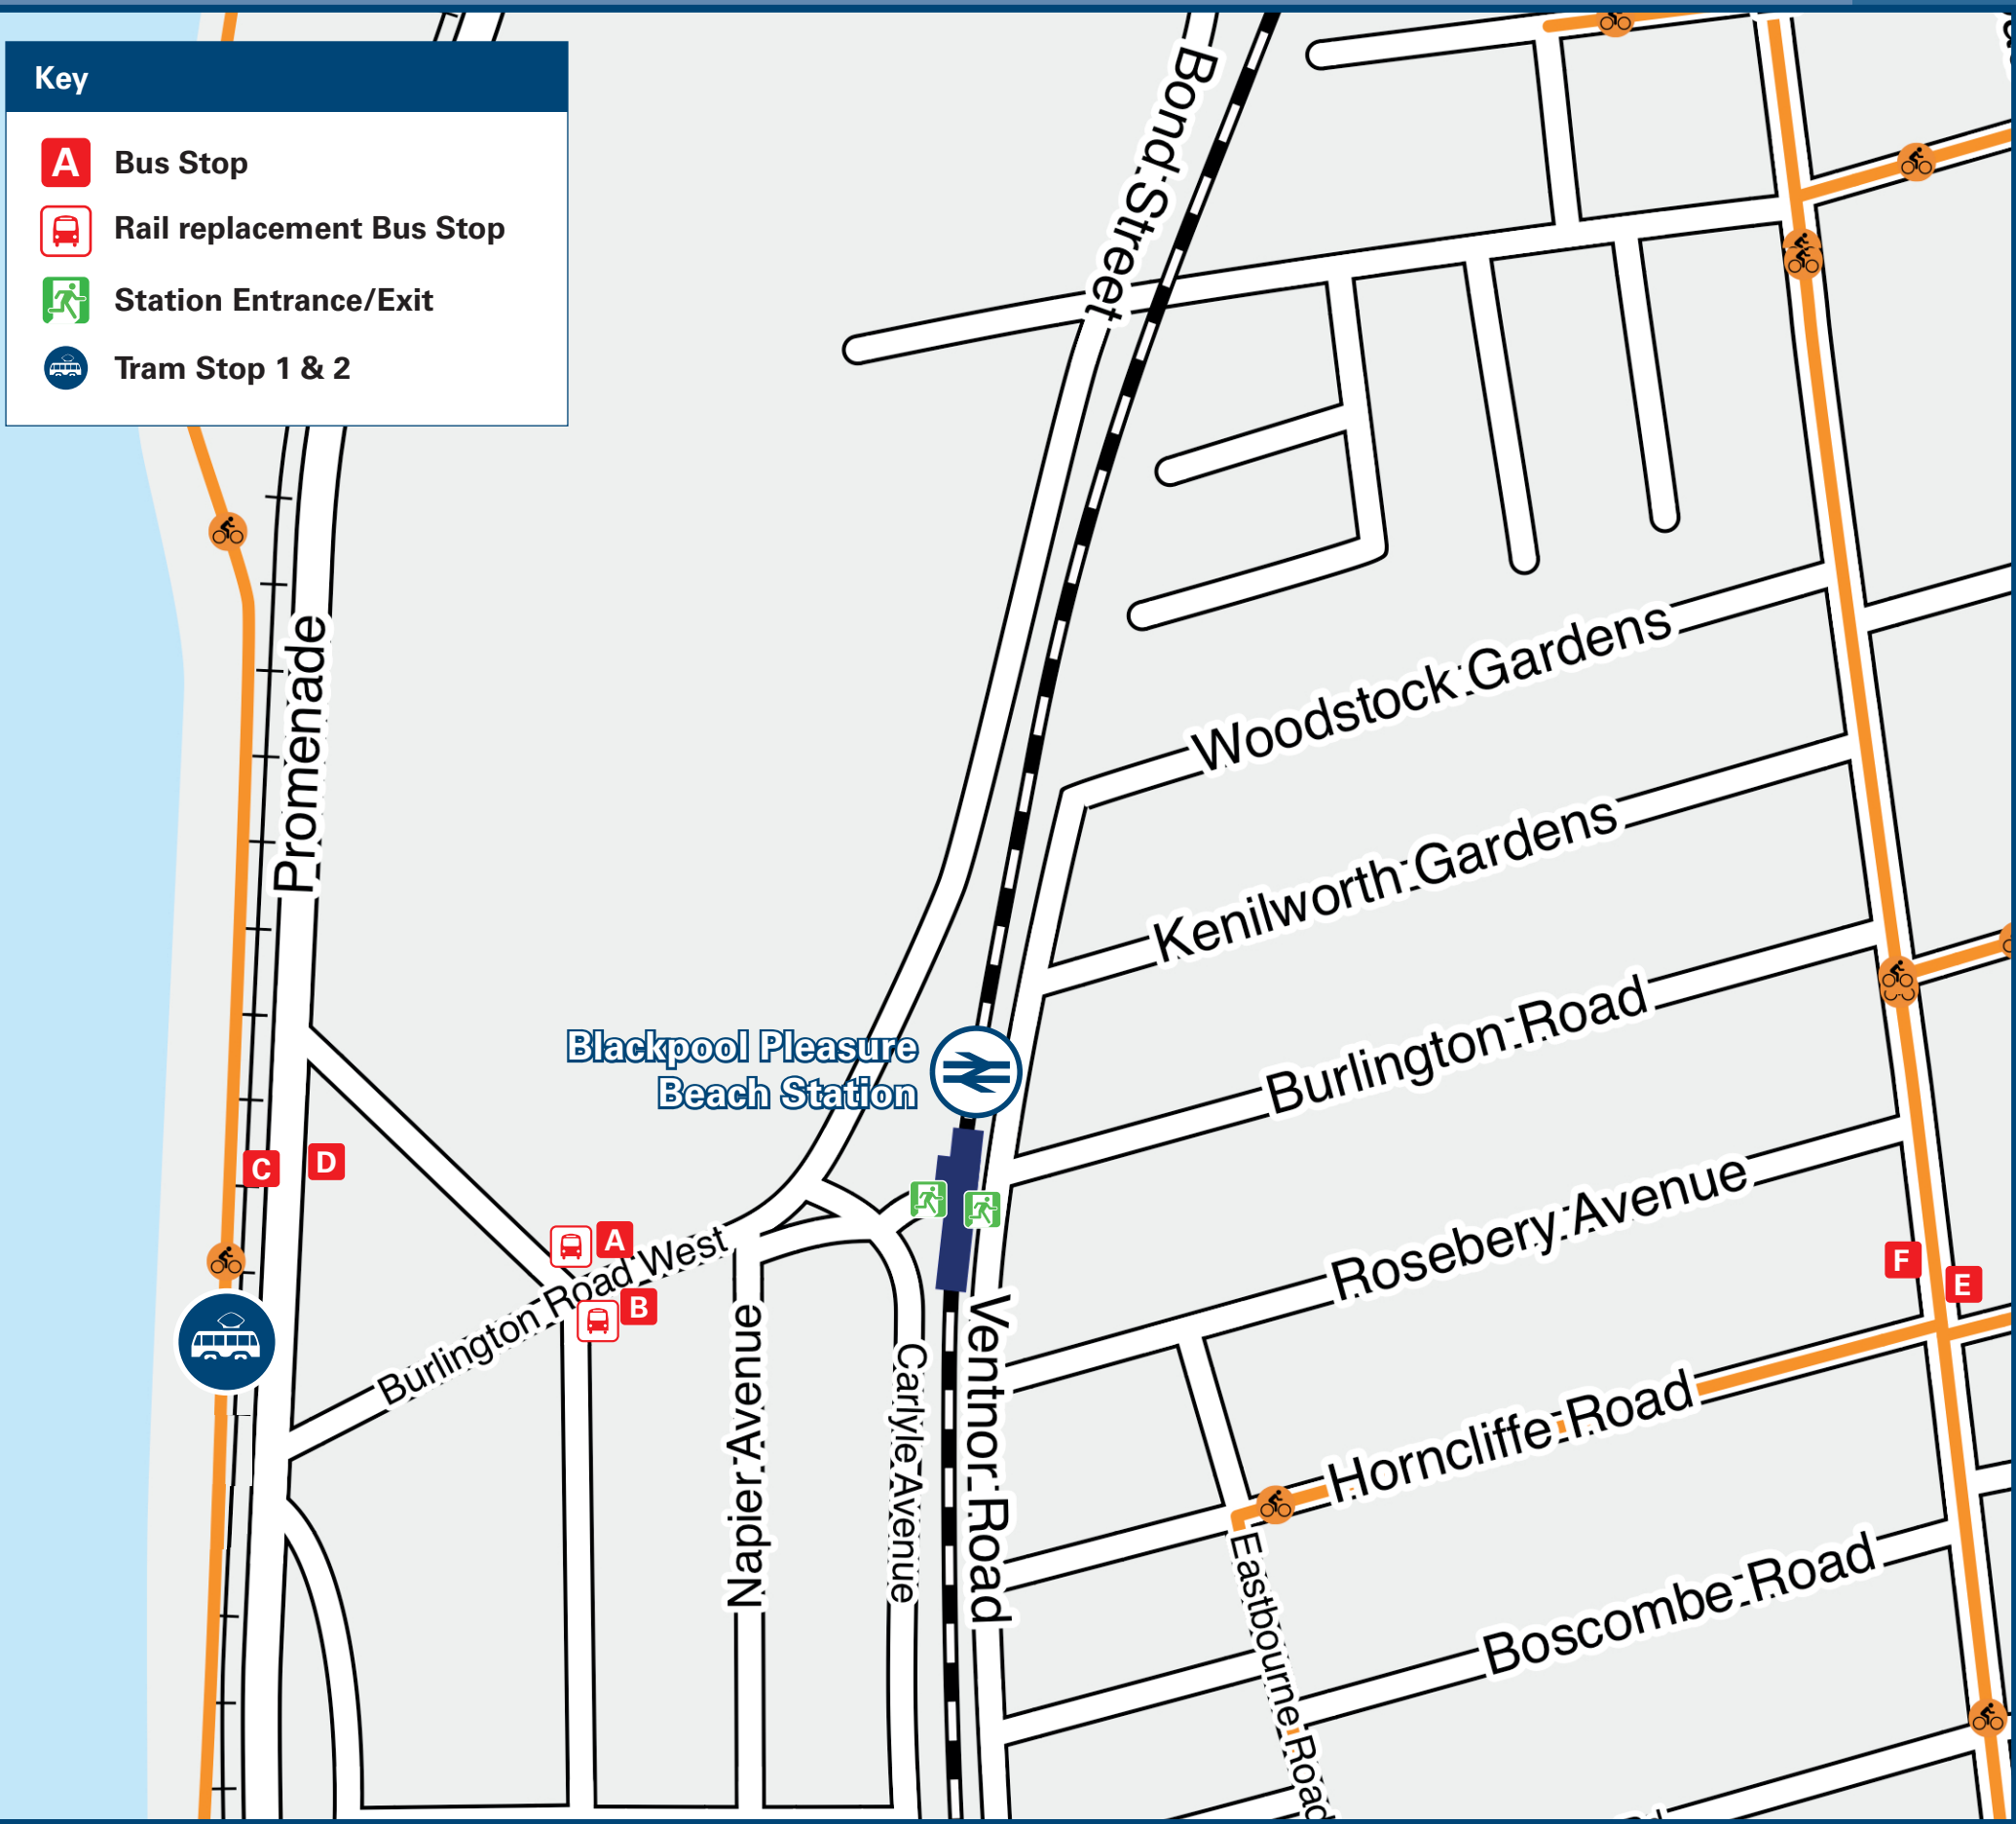 Key
A Bus Stop
Rail replacement Bus Stop
Station Entrance/Exit
Tram Stop 1 & 2
Bond Street
Promenade
Woodstock Gardens
Kenilworth Gardens
Burlington Road
Blackpool Pleasure
Beach Station
Rosebery Avenue
C
D
A
B
Burlington Road West
F
E
Napier Avenue
Carlyle Avenue
Ventnor Road
Horncliffe Road
Eastbourne Road
Boscombe Road